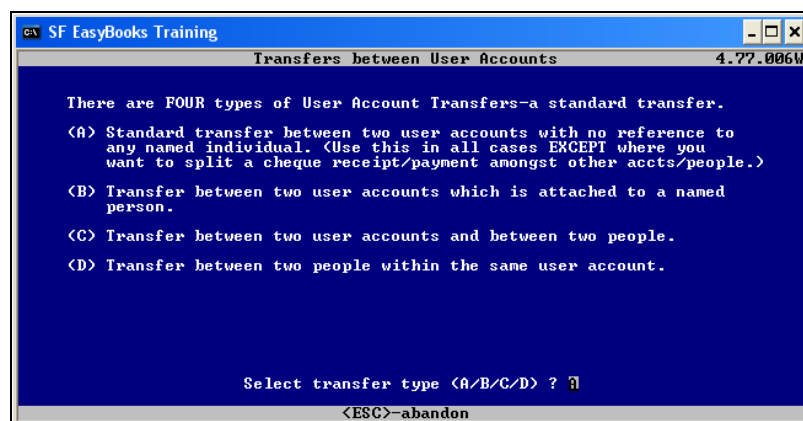 SF EasyBooks Training
Transfers between User Accounts 4.77.006W
There are FOUR types of User Account Transfers-a standard transfer.
(A) Standard transfer between two user accounts with no reference to
any named individual. (Use this in all cases EXCEPT where you
want to split a cheque receipt/payment amongst other accts/people.)
(B) Transfer between two user accounts which is attached to a named
person.
(C) Transfer between two user accounts and between two people.
(D) Transfer between two people within the same user account.
Select transfer type (A/B/C/D) ? A
<ESC>-abandon